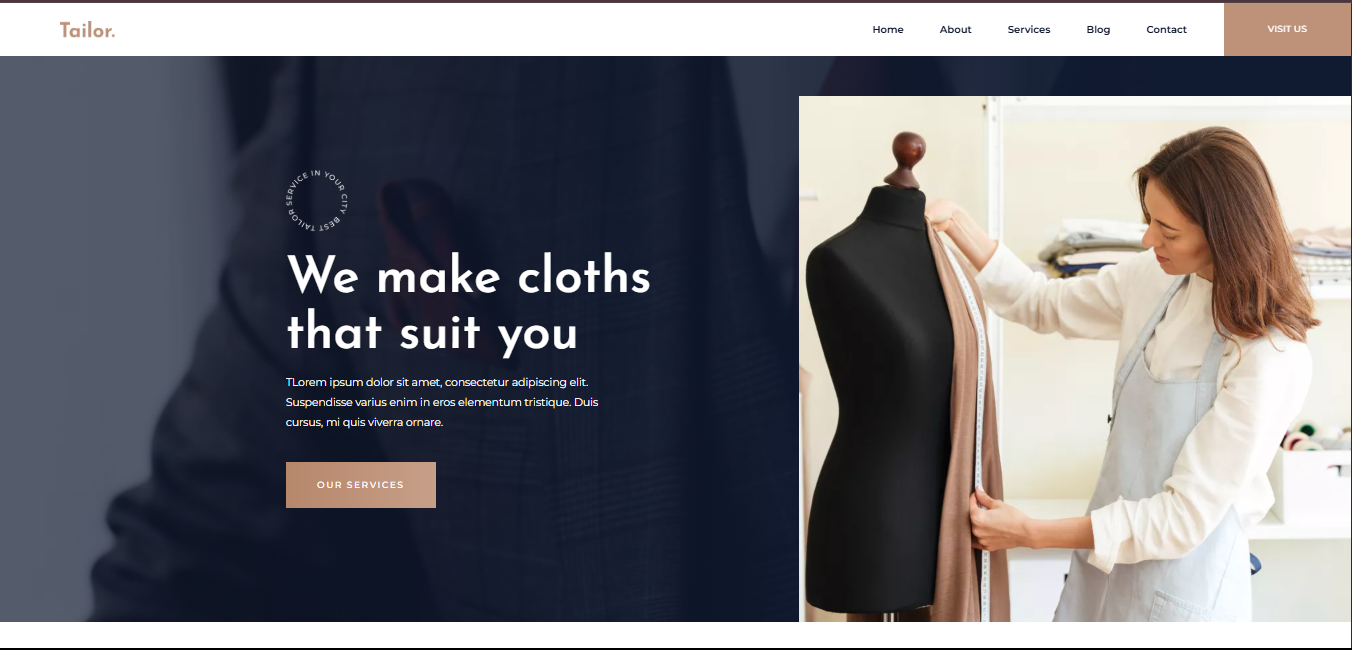 Tailor.
Home About Services Blog Contact VISIT US
BEST TAILOR SERVICE IN YOUR CITY
We make cloths
that suit you
TLorem ipsum dolor sit amet, consectetur adipiscing elit.
Suspendisse varius enim in eros elementum tristique. Duis
cursus, mi quis viverra ornare.
OUR SERVICES